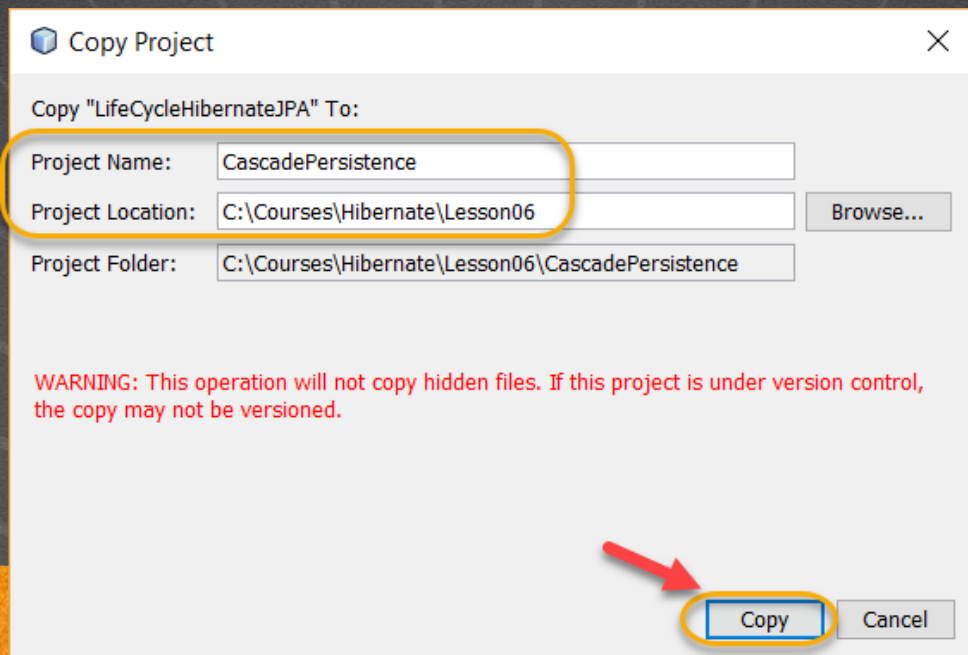 Copy Project
Copy "LifeCycleHibernateJPA" To:
Project Name: CascadePersistence
Project Location: C:\Courses\Hibernate\Lesson06 Browse...
Project Folder: C:\Courses\Hibernate\Lesson06\CascadePersistence
WARNING: This operation will not copy hidden files. If this project is under version control,
the copy may not be versioned.
Copy Cancel